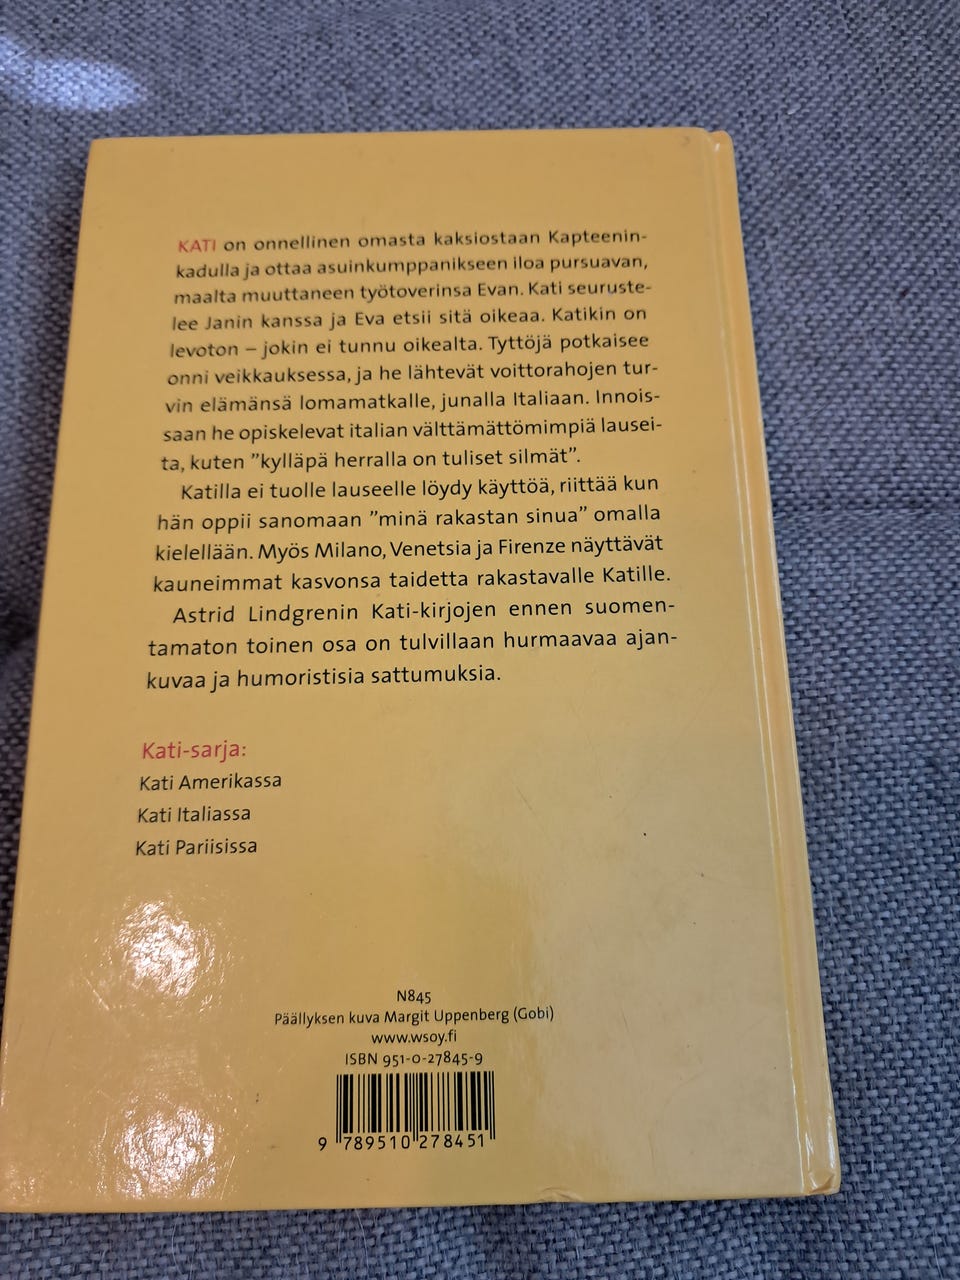 KATI on onnellinen omasta kaksiostaan Kapteenin-
kadulla ja ottaa asuinkumppanikseen iloa pursuavan,
maalta muuttaneen työtoverinsa Evan. Kati seuruste-
lee Janin kanssa ja Eva etsii sitä oikeaa. Katikin on
levoton – jokin ei tunnu oikealta. Tyttöjä potkaisee
onni veikkauksessa, ja he lähtevät voittorahojen tur-
vin elämänsä lomamatkalle, junalla Italiaan. Innois-
saan he opiskelevat italian välttämättömimpiä lausei-
ta, kuten ”kylläpä herralla on tuliset silmät”.
Katilla ei tuolle lauseelle löydy käyttöä, riittää kun
hän oppii sanomaan ”minä rakastan sinua” omalla
kielellään. Myös Milano, Venetsia ja Firenze näyttävät
kauneimmat kasvonsa taidetta rakastavalle Katille.
Astrid Lindgrenin Kati-kirjojen ennen suomen-
tamaton toinen osa on tulvillaan hurmaavaa ajan-
kuvaa ja humoristisia sattumuksia.
Kati-sarja:
Kati Amerikassa
Kati Italiassa
Kati Pariisissa
N845
Päällyksen kuva Margit Uppenberg (Gobi)
www.wsoy.fi
ISBN 951-0-27845-9
9 789510 278451